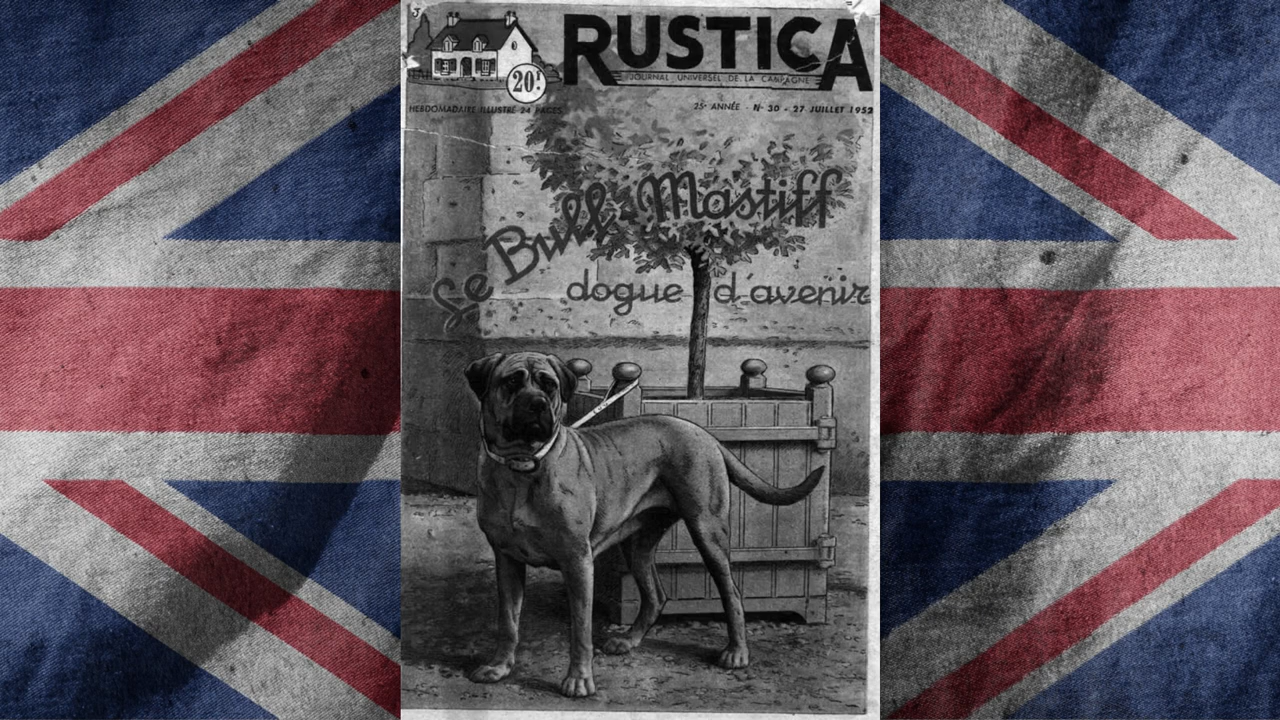 RUSTICA
JOURNAL UNIVERSEL DE LA CAMPAGNE
20F.
HEBDOMADAIRE ILLUSTRÉ 24 PAGES
25e ANNÉE - No 30 - 27 JUILLET 1952
Le Bull-Mastiff
dogue d'avenir